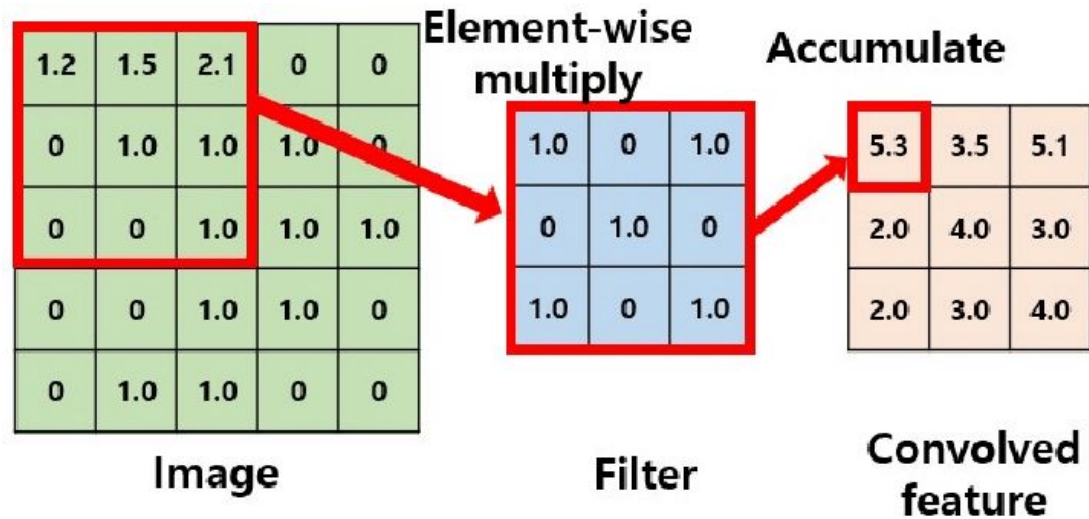 Element-wise
multiply
Accumulate
1.2 1.5 2.1 0 0
0 1.0 1.0 1.0 0
0 0 1.0 1.0 1.0
0 0 1.0 1.0 0
0 1.0 1.0 0 0
1.0 0 1.0
0 1.0 0
1.0 0 1.0
5.3 3.5 5.1
2.0 4.0 3.0
2.0 3.0 4.0
Image
Filter
Convolved
feature